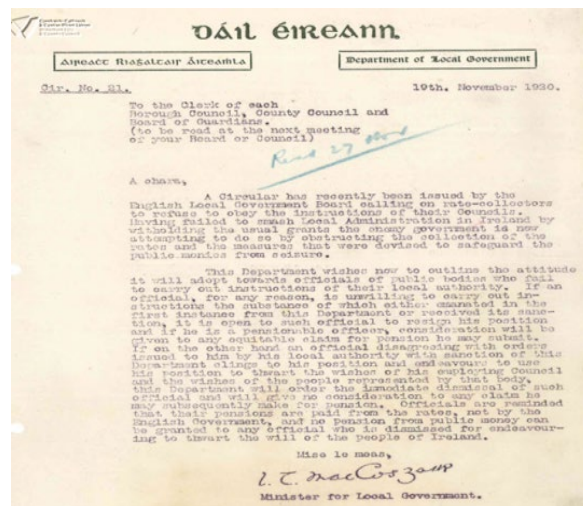 DÁIL ÉIREANN
AIREACT RIAGALTAIS ÁITEAMLA
Department of Local Government
Cir. No. 21.
19th. November 1920.
To the Clerk of each
Borough Council, County Council and
Board of Guardians.
(to be read at the next meeting
of your Board or Council)
Read 27 Nov
A chara,
A Circular has recently been issued by the
English Local Government Board calling on rate-collectors
to refuse to obey the instructions of their Councils.
Having failed to smash Local Administration in Ireland by
witholding the usual grants the enemy government is now
attempting to do so by obstructing the collection of the
rates and the measures that were devised to safeguard the
public monies from seizure.
This Department wishes now to outline the attitude
it will adopt towards officials of public bodies who fail
to carry out instructions of their local authority. If an
official, for any reason, is unwilling to carry out in-
structions the substance of which either emanated in the
first instance from this Department or received its sanc-
tion, it is open to such official to resign his position
and if he is a pensionable officer, consideration will be
given to any equitable claim for pension he may submit.
If on the other hand an official disagreeing with orders
issued to him by his local authority with sanction of this
Department clings to his position and endeavours to use
his position to thwart the wishes of his employing Council
and the wishes of the people represented by that body,
this Department will order the immediate dismissal of such
official and will give no consideration to any claim he
may subsequently make for pension. Officials are reminded
that their pensions are paid from the rates, not by the
English Government, and no pension from public money can
be granted to any official who is dismissed for endeavour-
ing to thwart the will of the people of Ireland.
Mise le meas,
Minister for Local Government.